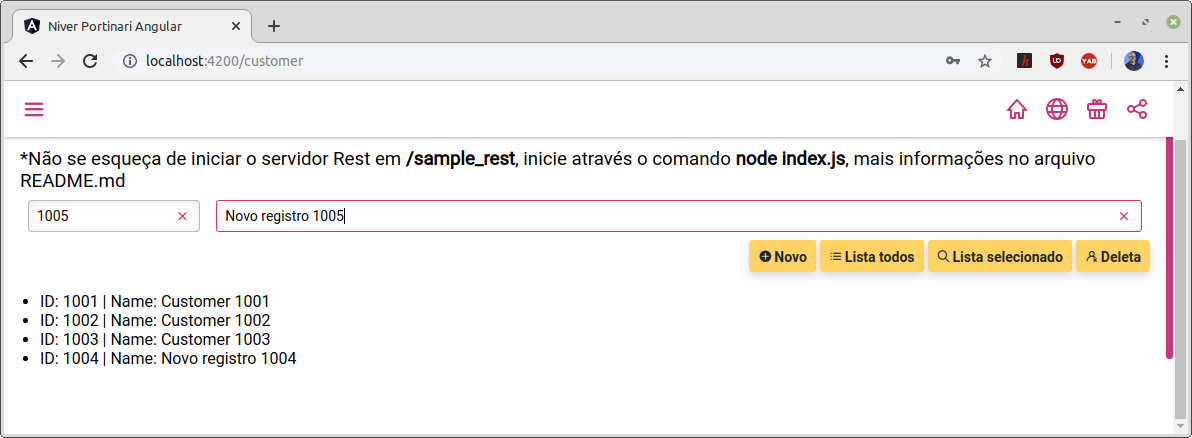 Niver Portinari Angular
localhost:4200/customer
h
UD
YAB
*Não se esqueça de iniciar o servidor Rest em /sample_rest, inicie através o comando node index.js, mais informações no arquivo
README.md
1005
Novo registro 1005
Novo
Lista todos
Lista selecionado
Deleta
ID: 1001 | Name: Customer 1001
ID: 1002 | Name: Customer 1002
ID: 1003 | Name: Customer 1003
ID: 1004 | Name: Novo registro 1004